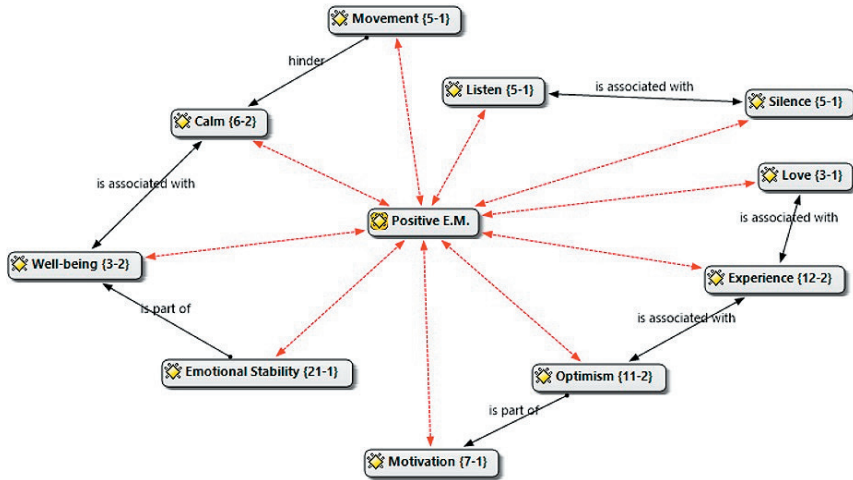 Movement {5-1}
hinder
Listen {5-1}
is associated with
Silence {5-1}
Calm {6-2}
Love {3-1}
is associated with
is associated with
Positive E.M.
Well-being {3-2}
Experience {12-2}
is part of
is associated with
Emotional Stability {21-1}
Optimism {11-2}
is part of
Motivation {7-1}